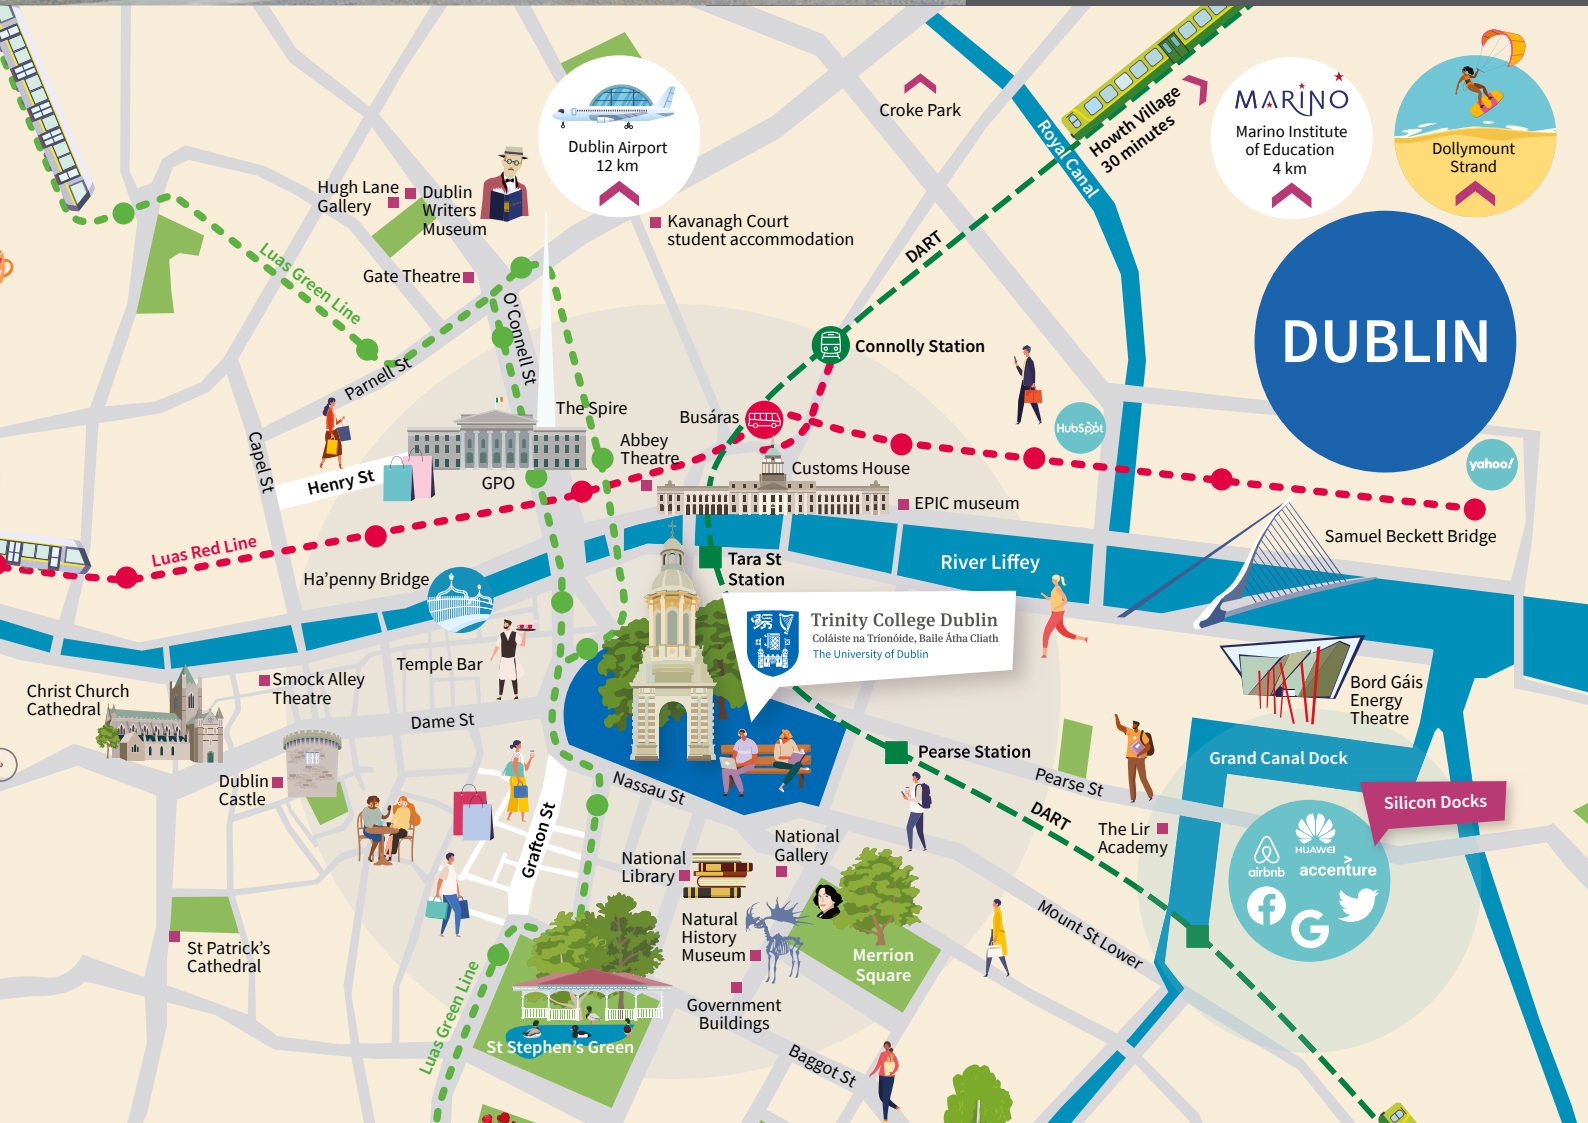 Croke Park
Dublin Airport
12 km
Howth Village
30 minutes
Royal Canal
MARINO
Marino Institute
of Education
4 km
Dollymount
Strand
Hugh Lane
Gallery
Dublin
Writers
Museum
Kavanagh Court
student accommodation
DART
Luas Green Line
Gate Theatre
O'Connell St
DUBLIN
Connolly Station
Parnell St
The Spire
Busáras
HubSpot
Abbey
Theatre
Capel St
yahoo!
Customs House
Henry St
GPO
EPIC museum
Samuel Beckett Bridge
Luas Red Line
River Liffey
Tara St
Station
Ha'penny Bridge
Trinity College Dublin
Coláiste na Tríonóide, Baile Átha Cliath
The University of Dublin
Temple Bar
Smock Alley
Theatre
Christ Church
Cathedral
Bord Gáis
Energy
Theatre
Dame St
Pearse Station
Grand Canal Dock
Dublin
Castle
Nassau St
Pearse St
Silicon Docks
DART
The Lir
Academy
Grafton St
National
Gallery
HUAWEI
airbnb
accenture
National
Library
Natural
History
Museum
Mount St Lower
St Patrick's
Cathedral
Merrion
Square
Luas Green Line
Government
Buildings
St Stephen's Green
Baggot St